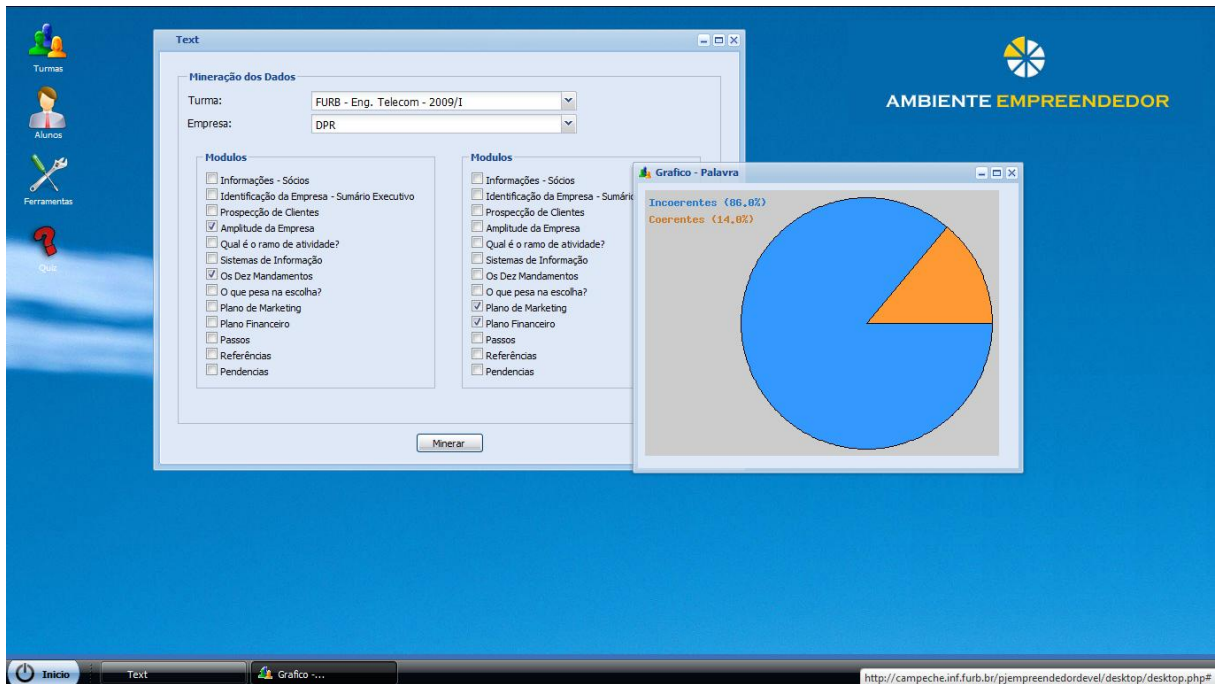 Turmas
Alunos
Ferramentas
Quiz
Text
Mineração dos Dados
Turma:
FURB - Eng. Telecom - 2009/I
Empresa:
DPR
Modulos
Informações - Sócios
Identificação da Empresa - Sumário Executivo
Prospecção de Clientes
Amplitude da Empresa
Qual é o ramo de atividade?
Sistemas de Informação
Os Dez Mandamentos
O que pesa na escolha?
Plano de Marketing
Plano Financeiro
Passos
Referências
Pendencias
Modulos
Informações - Sócios
Identificação da Empresa - Sumáric
Prospecção de Clientes
Amplitude da Empresa
Qual é o ramo de atividade?
Sistemas de Informação
Os Dez Mandamentos
O que pesa na escolha?
Plano de Marketing
Plano Financeiro
Passos
Referências
Pendencias
Minerar
Grafico - Palavra
Incoerentes (86,0%)
Coerentes (14,0%)
AMBIENTE EMPREENDEDOR
Inicio
Text
Grafico -...
http://campeche.inf.furb.br/pjempreendedordevel/desktop/desktop.php#